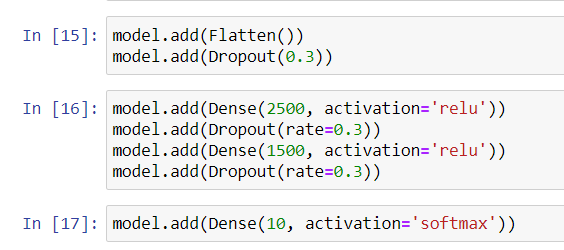 In [15]: model.add(Flatten())
model.add(Dropout(0.3))
In [16]: model.add(Dense(2500, activation='relu'))
model.add(Dropout(rate=0.3))
model.add(Dense(1500, activation='relu'))
model.add(Dropout(rate=0.3))
In [17]: model.add(Dense(10, activation='softmax'))